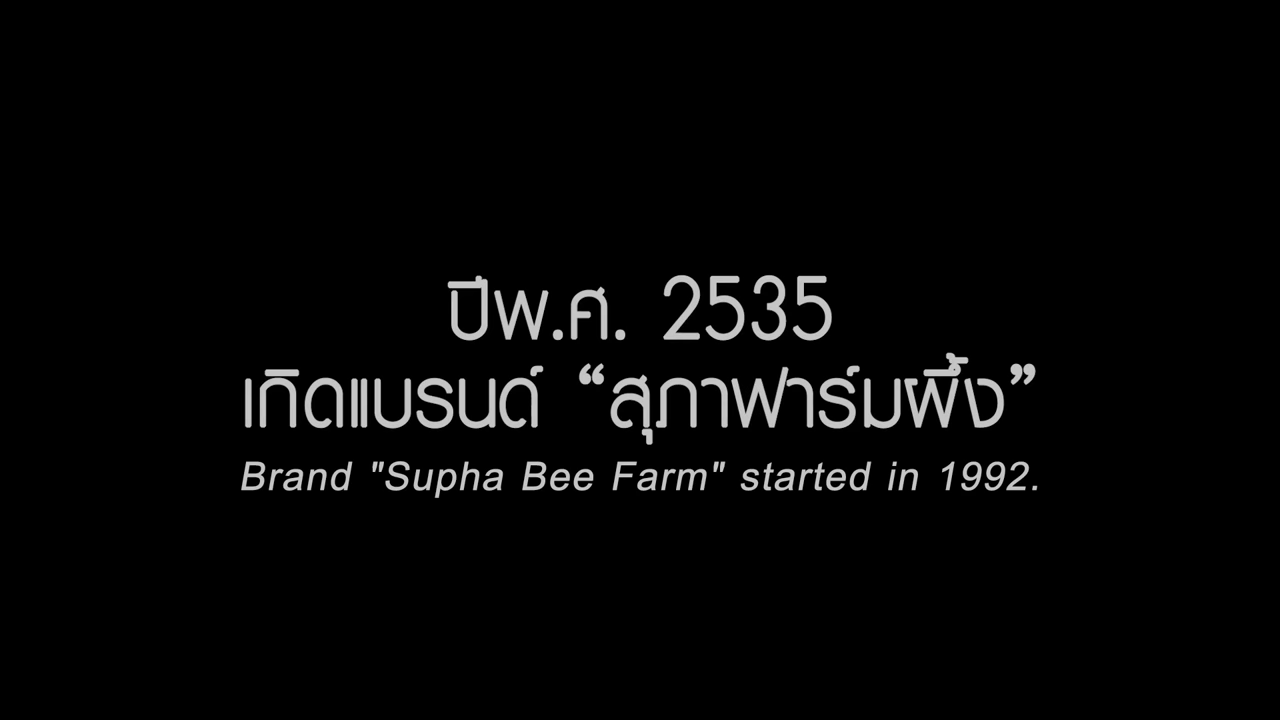 ปีพ.ศ. 2535
เกิดแบรนด์ “สุภาฟาร์มผึ้ง”
Brand "Supha Bee Farm" started in 1992.